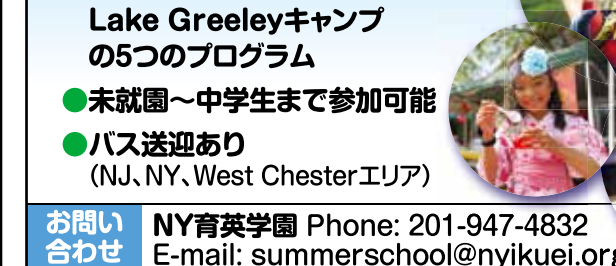 Lake Greeleyキャンプ
の5つのプログラム
●未就園～中学生まで参加可能
●バス送迎あり
（NJ、NY、West Chesterエリア）
お問い合わせ
NY育英学園 Phone: 201-947-4832
E-mail: summerschool@nyikuei.org